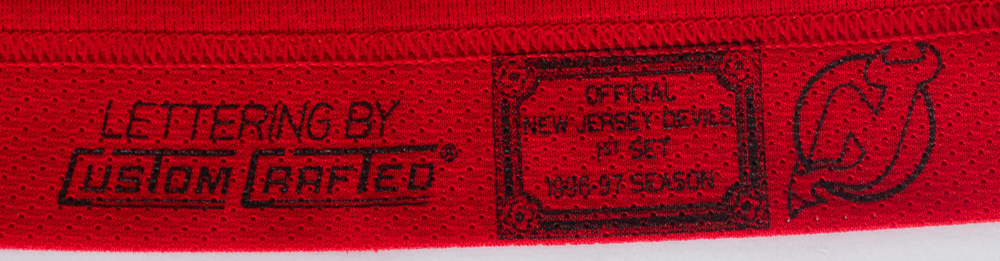 LETTERING BY
CUSTOM CRAFTED®
OFFICIAL
NEW JERSEY DEVILS
1ST SET
1996-97 SEASON